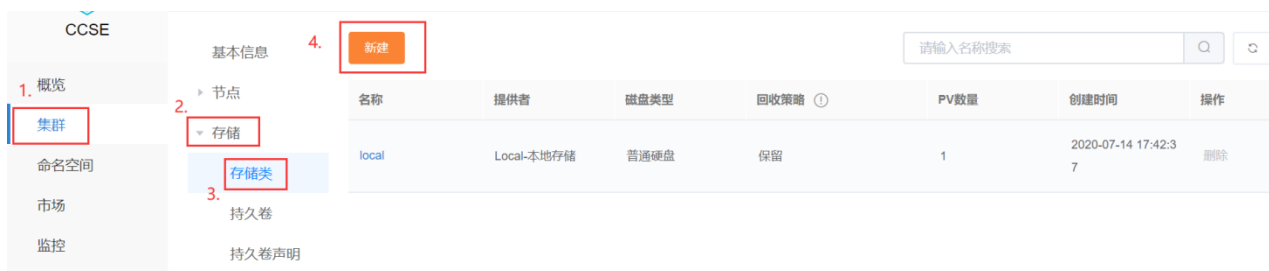 CCSE
1. 概览
集群
命名空间
市场
监控
基本信息
节点
2. 存储
存储类
3.
持久卷
持久卷声明
4. 新建
请输入名称搜索
名称 提供者 磁盘类型 回收策略 PV数量 创建时间 操作
local Local-本地存储 普通硬盘 保留 1 2020-07-14 17:42:3 删除
7